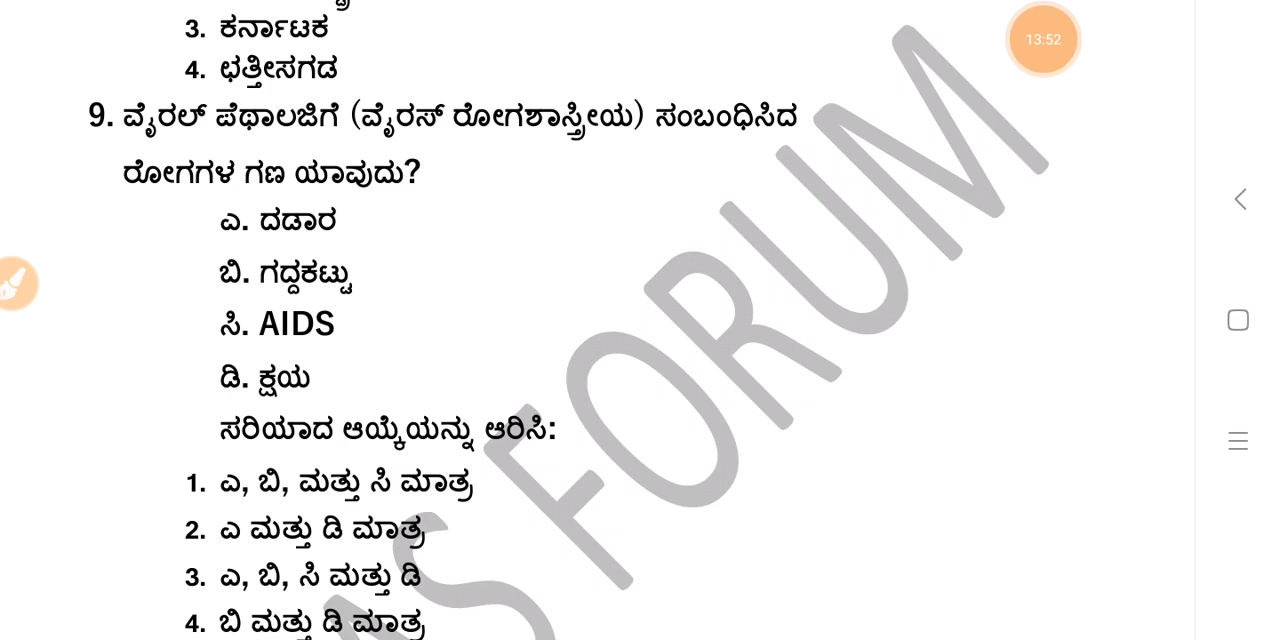 3. ಕರ್ನಾಟಕ
4. ಛತ್ತೀಸಗಡ
9. ವೈರಲ್ ಪೆಥಾಲಜಿಗೆ (ವೈರಸ್ ರೋಗಶಾಸ್ತ್ರೀಯ) ಸಂಬಂಧಿಸಿದ
ರೋಗಗಳ ಗಣ ಯಾವುದು?
ಎ. ದಡಾರ
ಬಿ. ಗದ್ದಕಟ್ಟು
ಸಿ. AIDS
ಡಿ. ಕ್ಷಯ
ಸರಿಯಾದ ಆಯ್ಕೆಯನ್ನು ಆರಿಸಿ:
1. ಎ, ಬಿ, ಮತ್ತು ಸಿ ಮಾತ್ರ
2. ಎ ಮತ್ತು ಡಿ ಮಾತ್ರ
3. ಎ, ಬಿ, ಸಿ ಮತ್ತು ಡಿ
4. ಬಿ ಮತ್ತು ಡಿ ಮಾತ್ರ
FORUM
13:52